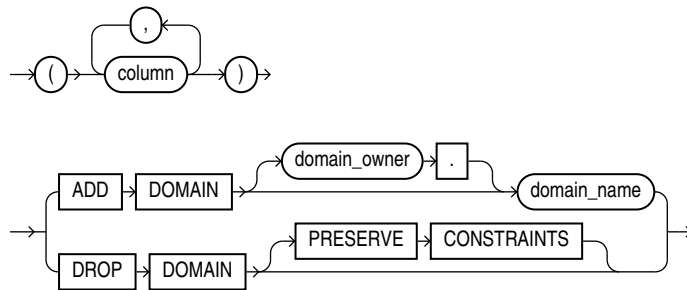 ,
( column )
domain_owner .
ADD DOMAIN domain_name
PRESERVE CONSTRAINTS
DROP DOMAIN